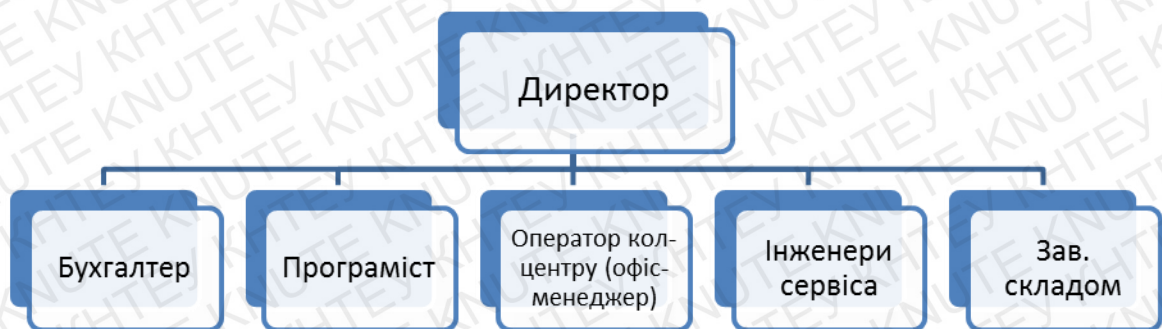 Директор
Бухгалтер
Програміст
Оператор кол-
центру (офіс-
менеджер)
Інженери
сервіса
Зав.
складом